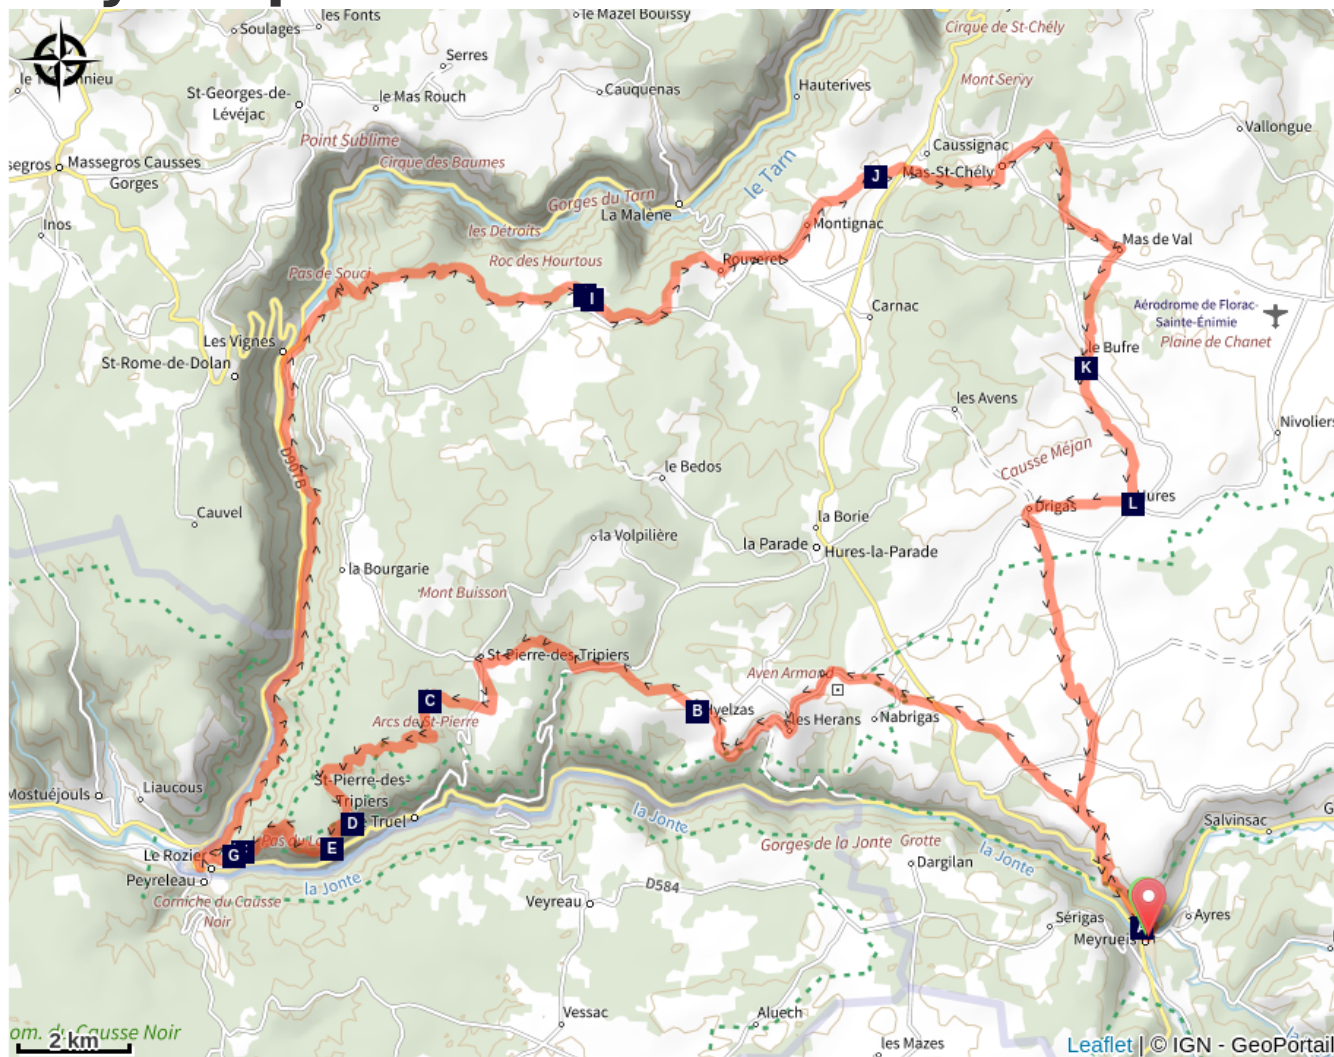 les Fonts
le Mazel Bouissy
Soulages
Cirque de St-Chély
Serres
Mont Servy
Hauterives
St-Georges-de-
Lévéjac
le Mas Rouch
Cauquenas
Vallongue
Point Sublime
Caussignac
Massegros Causses
Gorges
Cirque des Baumes
le Tarn
Mas-St-Chély
J
Gorges du Tarn
La Malène
Inos
les Détroits
Montignac
Mas de Val
Roc des Hourtous
Rouveret
Pas de Souci
I
Carnac
Aérodrome de Florac-
Sainte-Énimie
Les Vignes
le Bufre
Plaine de Chanet
St-Rome-de-Dolan
K
les Avens
Nivoliers
D907B
Causse Méjan
le Bedos
L
Hures
Cauvel
Drigas
la Borie
la Volpilière
la Parade
Hures-la-Parade
la Bourgarie
Mont Buisson
St-Pierre-des-Tripiers
Aven Armand
C
B
Hyelzas
les Herans
Nabrigas
Arcs de St-Pierre
St-Pierre-des-
Tripiers
Liaucous
Mostuéjouls
D
Truel
la Jonte
Salvinsac
E
Le Rozier
G
Gorges de la Jonte
Grotte
Dargilan
la Jonte
Peyreleau
la Jonte
D584
Corniche du Causse
Noir
Veyreau
Sérigas
Ayres
A
Meyrueis
Vessac
Aluech
Causse Noir
2 km
les Mazes
Leaflet | © IGN - GeoPortail